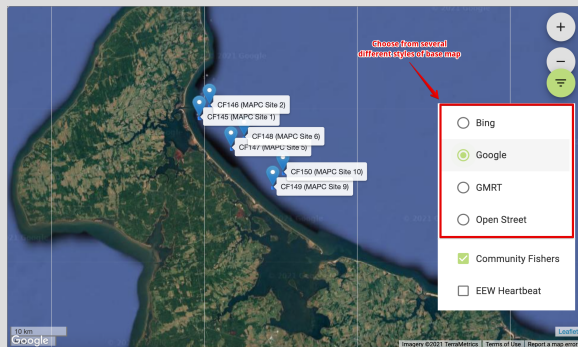 +
−
Choose from several
different styles of base map
CF146 (MAPC Site 2)
CF145 (MAPC Site 1)
CF148 (MAPC Site 6)
CF147 (MAPC Site 5)
CF150 (MAPC Site 10)
CF149 (MAPC Site 9)
Bing
Google
GMRT
Open Street
Community Fishers
EEW Heartbeat
10 km
Google
Leaflet
Imagery ©2021 TerraMetrics Terms of Use Report a map error